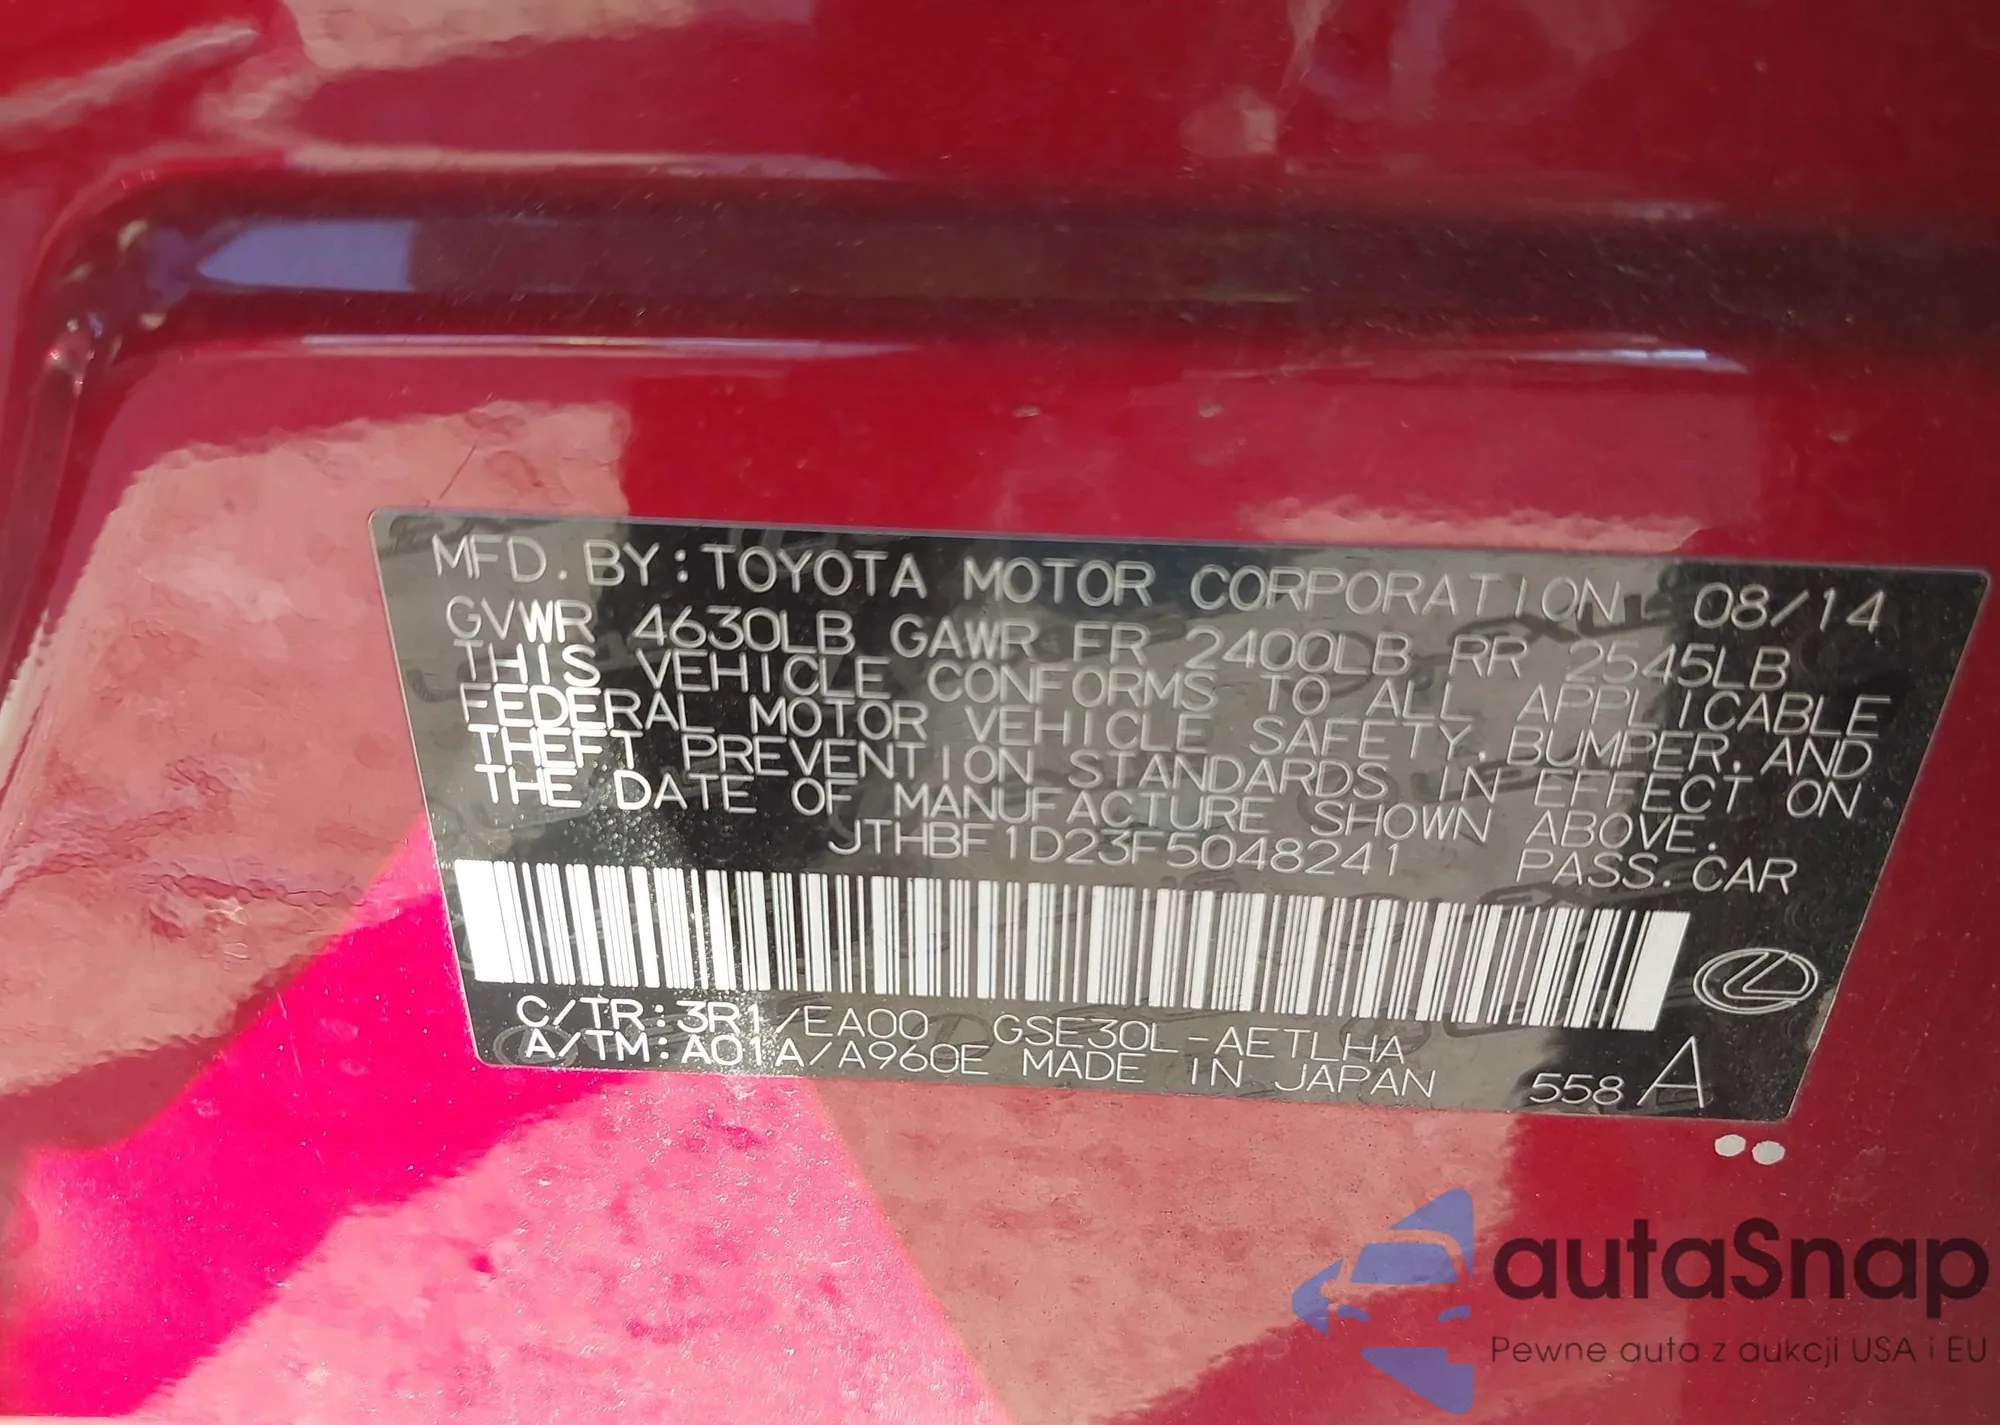 MFD. BY: TOYOTA MOTOR CORPORATION 08/14
GVWR 4630LB GAWR FR 2400LB RR 2545LB
THIS VEHICLE CONFORMS TO ALL APPLICABLE
FEDERAL MOTOR VEHICLE SAFETY, BUMPER, AND
THEFT PREVENTION STANDARDS IN EFFECT ON
THE DATE OF MANUFACTURE SHOWN ABOVE.
JTHBF1D23F5048241 PASS. CAR
C/TR: 3R1/EA00 GSE30L-AETLHA
A/TM: A01A/A960E MADE IN JAPAN 558 A
autaSnap
Pewne auta z aukcji USA i EU